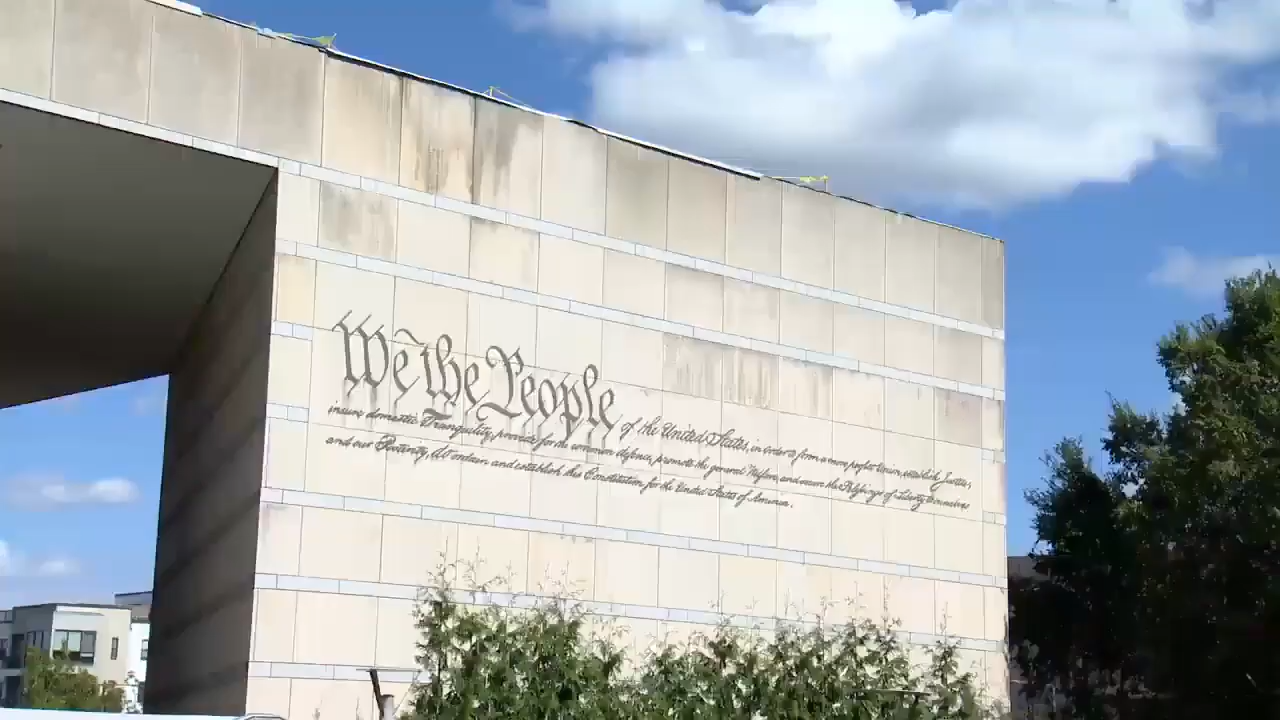 We the People of the United States, in order to form a more perfect Union, establish Justice,
insure domestic Tranquility, provide for the common defence, promote the general Welfare, and secure the Blessings of Liberty to ourselves
and our Posterity, do ordain and establish this Constitution for the United States of America.